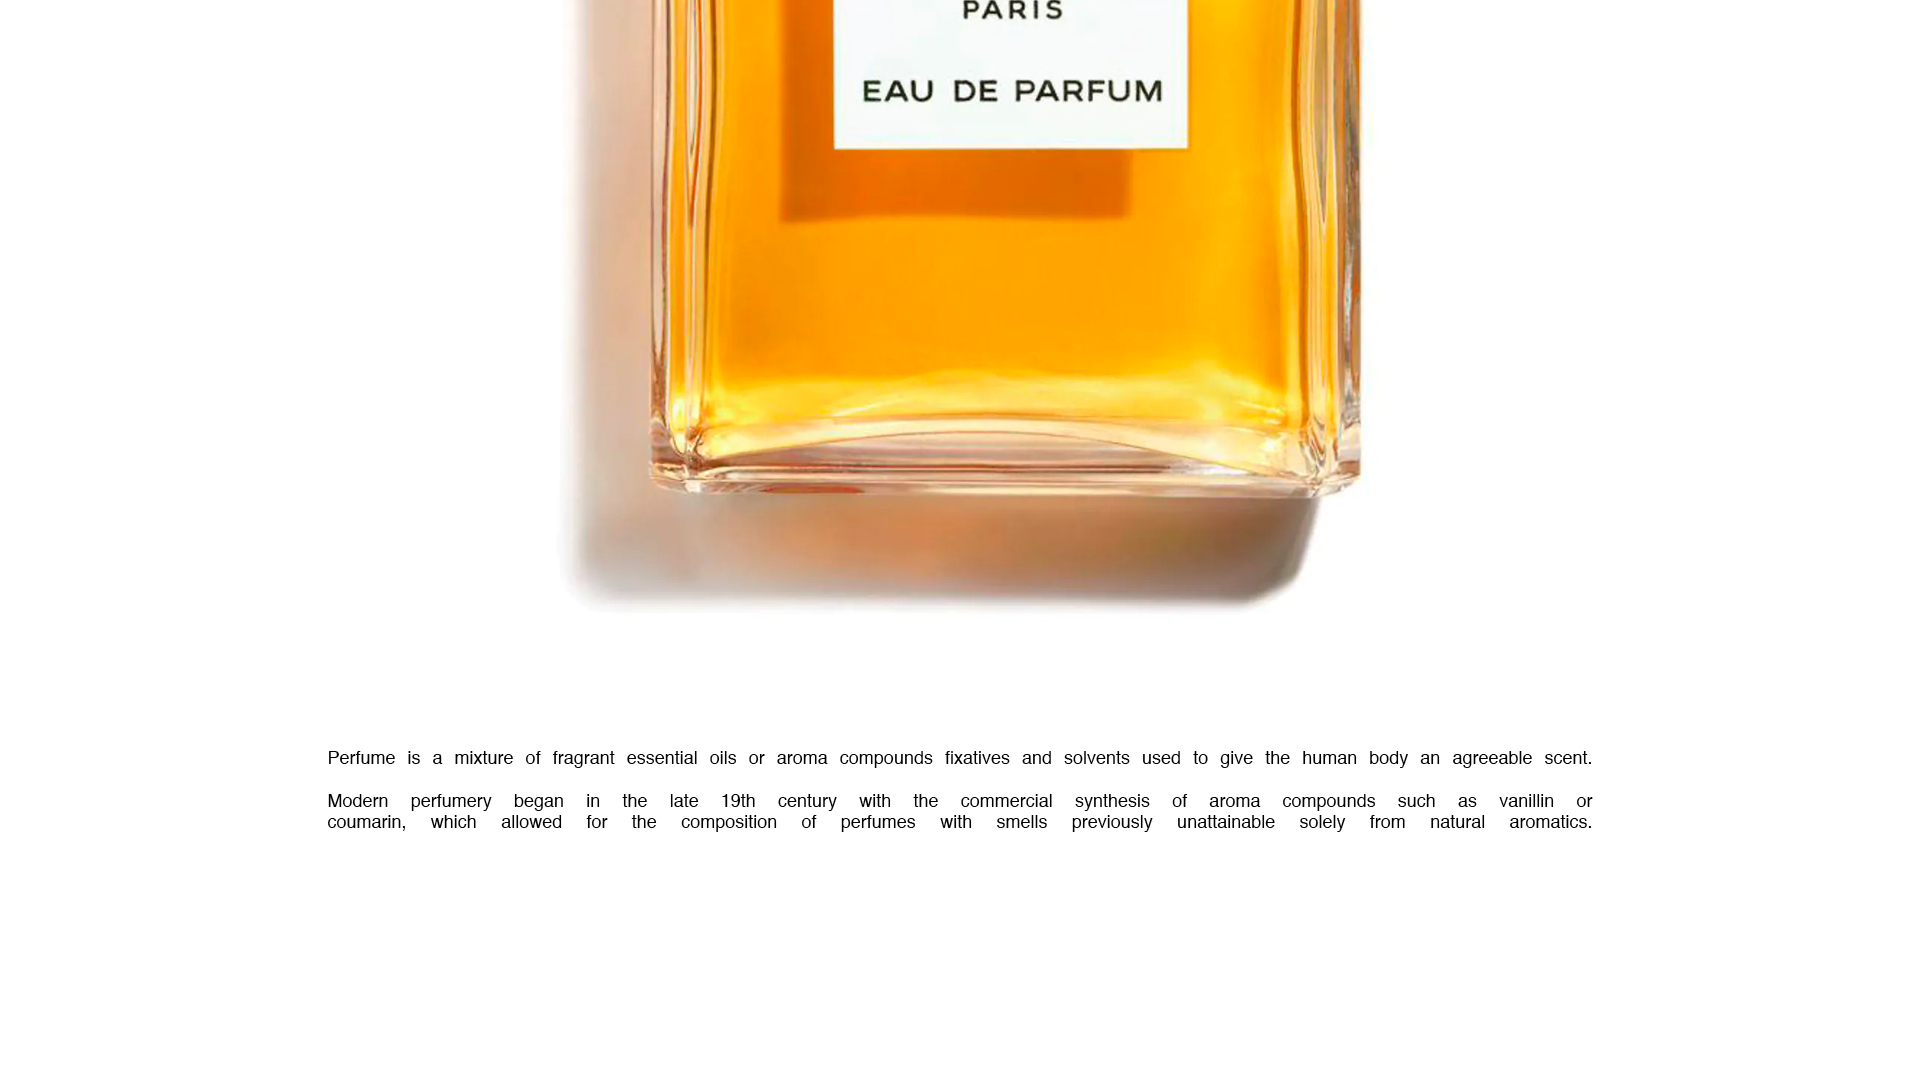 PARIS
EAU DE PARFUM
Perfume is a mixture of fragrant essential oils or aroma compounds fixatives and solvents used to give the human body an agreeable scent.
Modern perfumery began in the late 19th century with the commercial synthesis of aroma compounds such as vanillin or
coumarin, which allowed for the composition of perfumes with smells previously unattainable solely from natural aromatics.